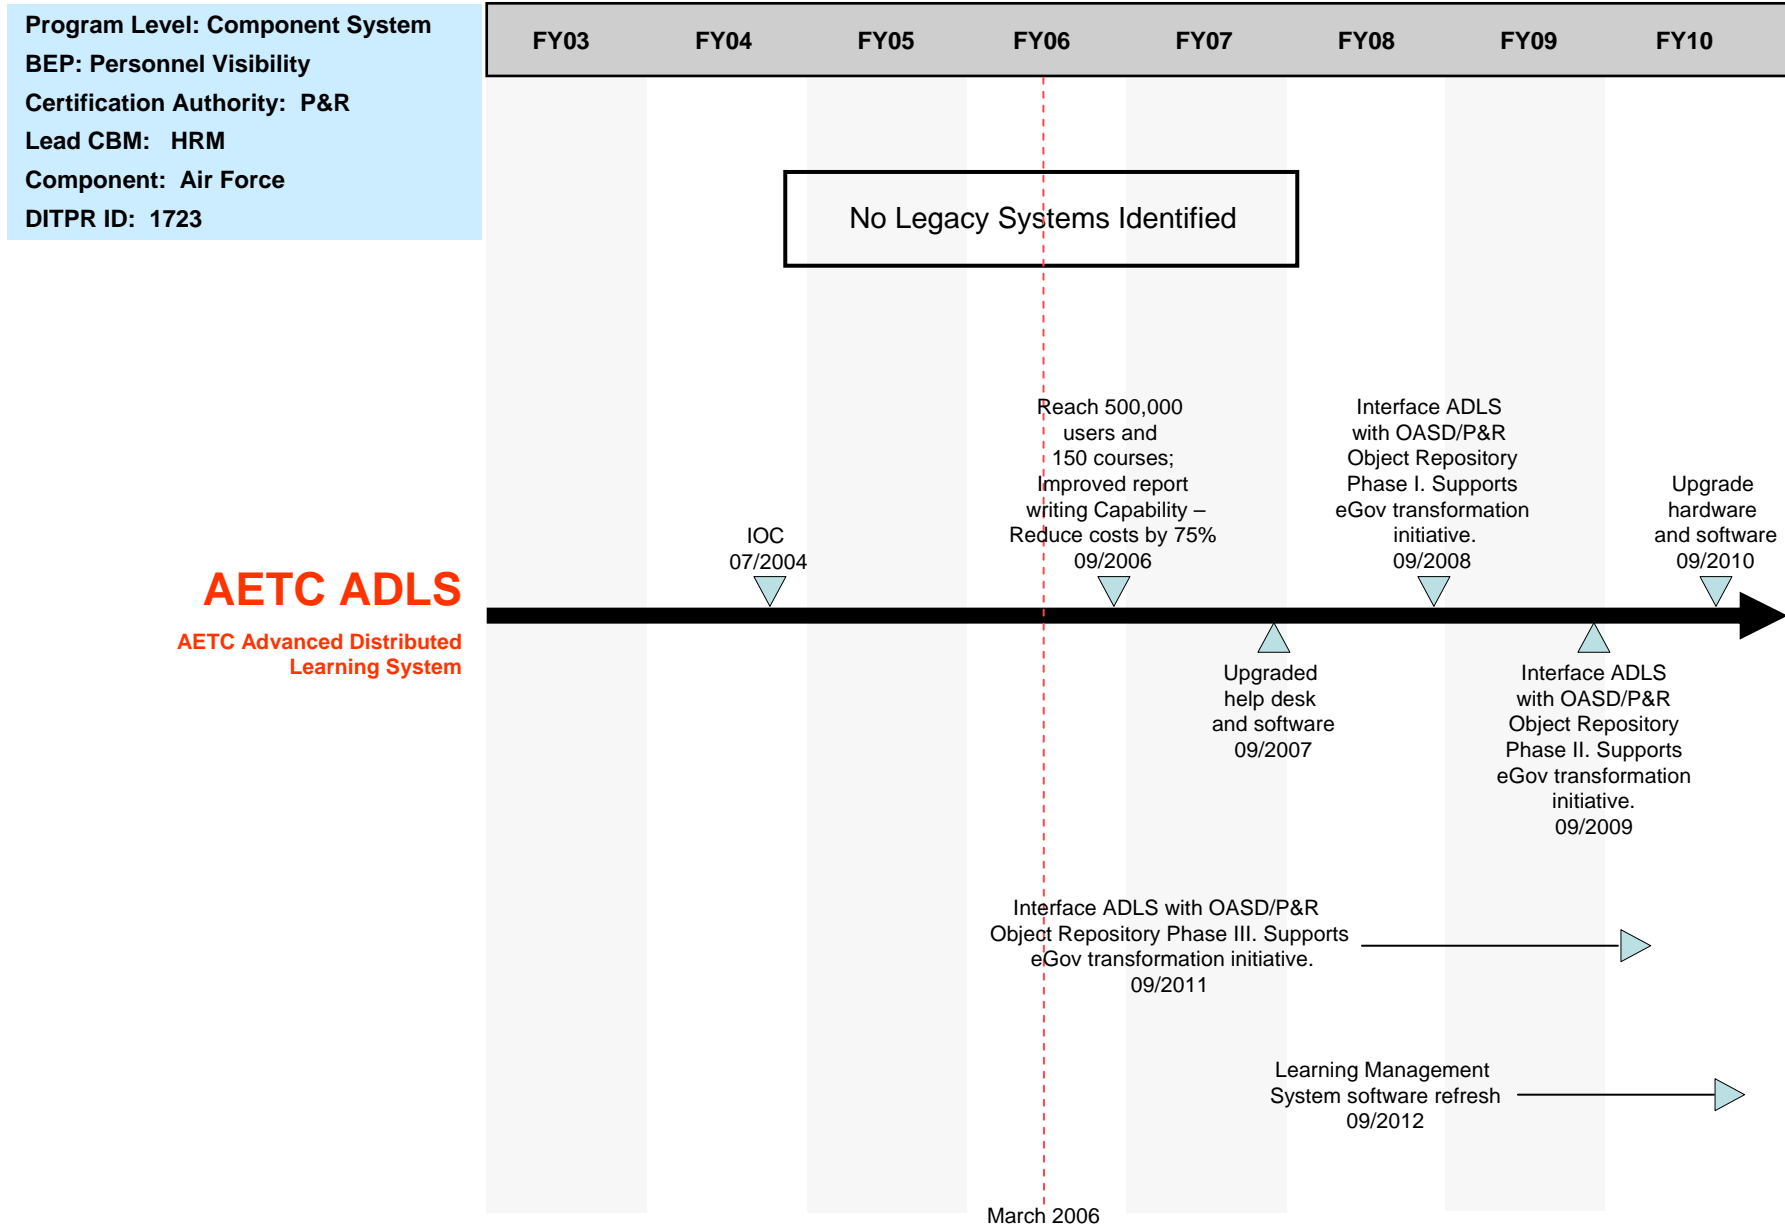 Program Level: Component System
BEP: Personnel Visibility
Certification Authority: P&R
Lead CBM: HRM
Component: Air Force
DITPR ID: 1723
FY03 FY04 FY05 FY06 FY07 FY08 FY09 FY10
No Legacy Systems Identified
IOC
07/2004
Reach 500,000
users and
150 courses;
Improved report
writing Capability –
Reduce costs by 75%
09/2006
Interface ADLS
with OASD/P&R
Object Repository
Phase I. Supports
eGov transformation
initiative.
09/2008
Upgrade
hardware
and software
09/2010
AETC ADLS
AETC Advanced Distributed
Learning System
Upgraded
help desk
and software
09/2007
Interface ADLS
with OASD/P&R
Object Repository
Phase II. Supports
eGov transformation
initiative.
09/2009
Interface ADLS with OASD/P&R
Object Repository Phase III. Supports
eGov transformation initiative.
09/2011
Learning Management
System software refresh
09/2012
March 2006